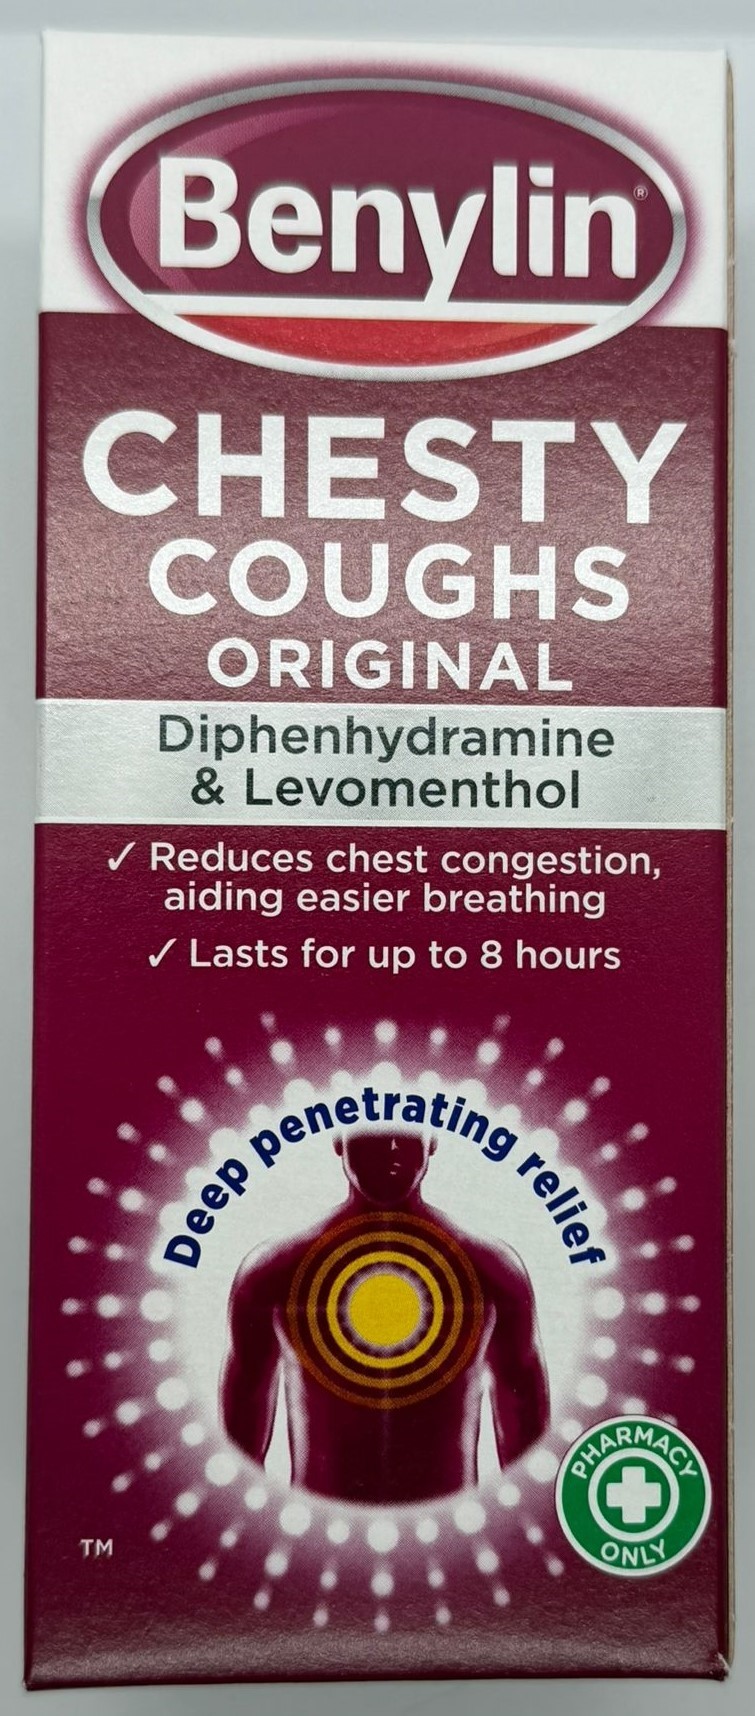 Benylin®
CHESTY
COUGHS
ORIGINAL
Diphenhydramine
& Levomenthol
✓ Reduces chest congestion,
aiding easier breathing
✓ Lasts for up to 8 hours
Deep penetrating relief
PHARMACY
ONLY
TM